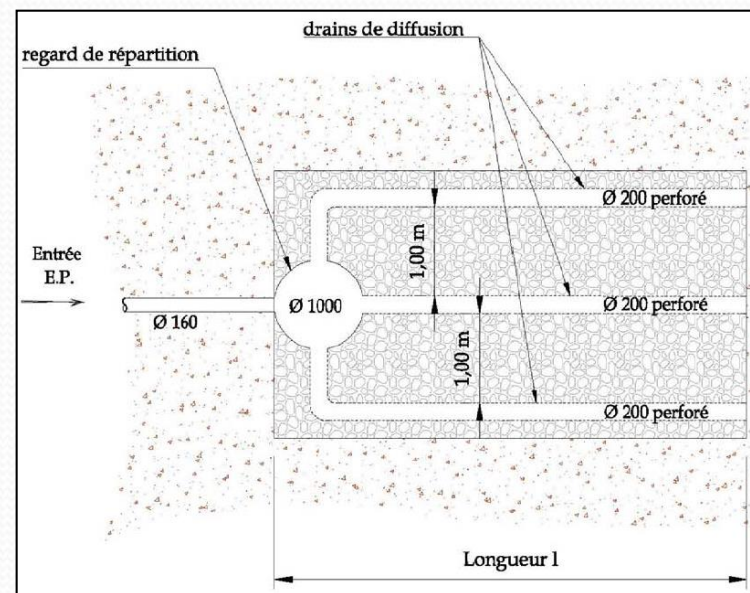 drains de diffusion
regard de répartition
Ø 200 perforé
1,00 m
Entrée
E.P.
Ø 1000
Ø 200 perforé
Ø 160
1,00 m
Ø 200 perforé
Longueur l